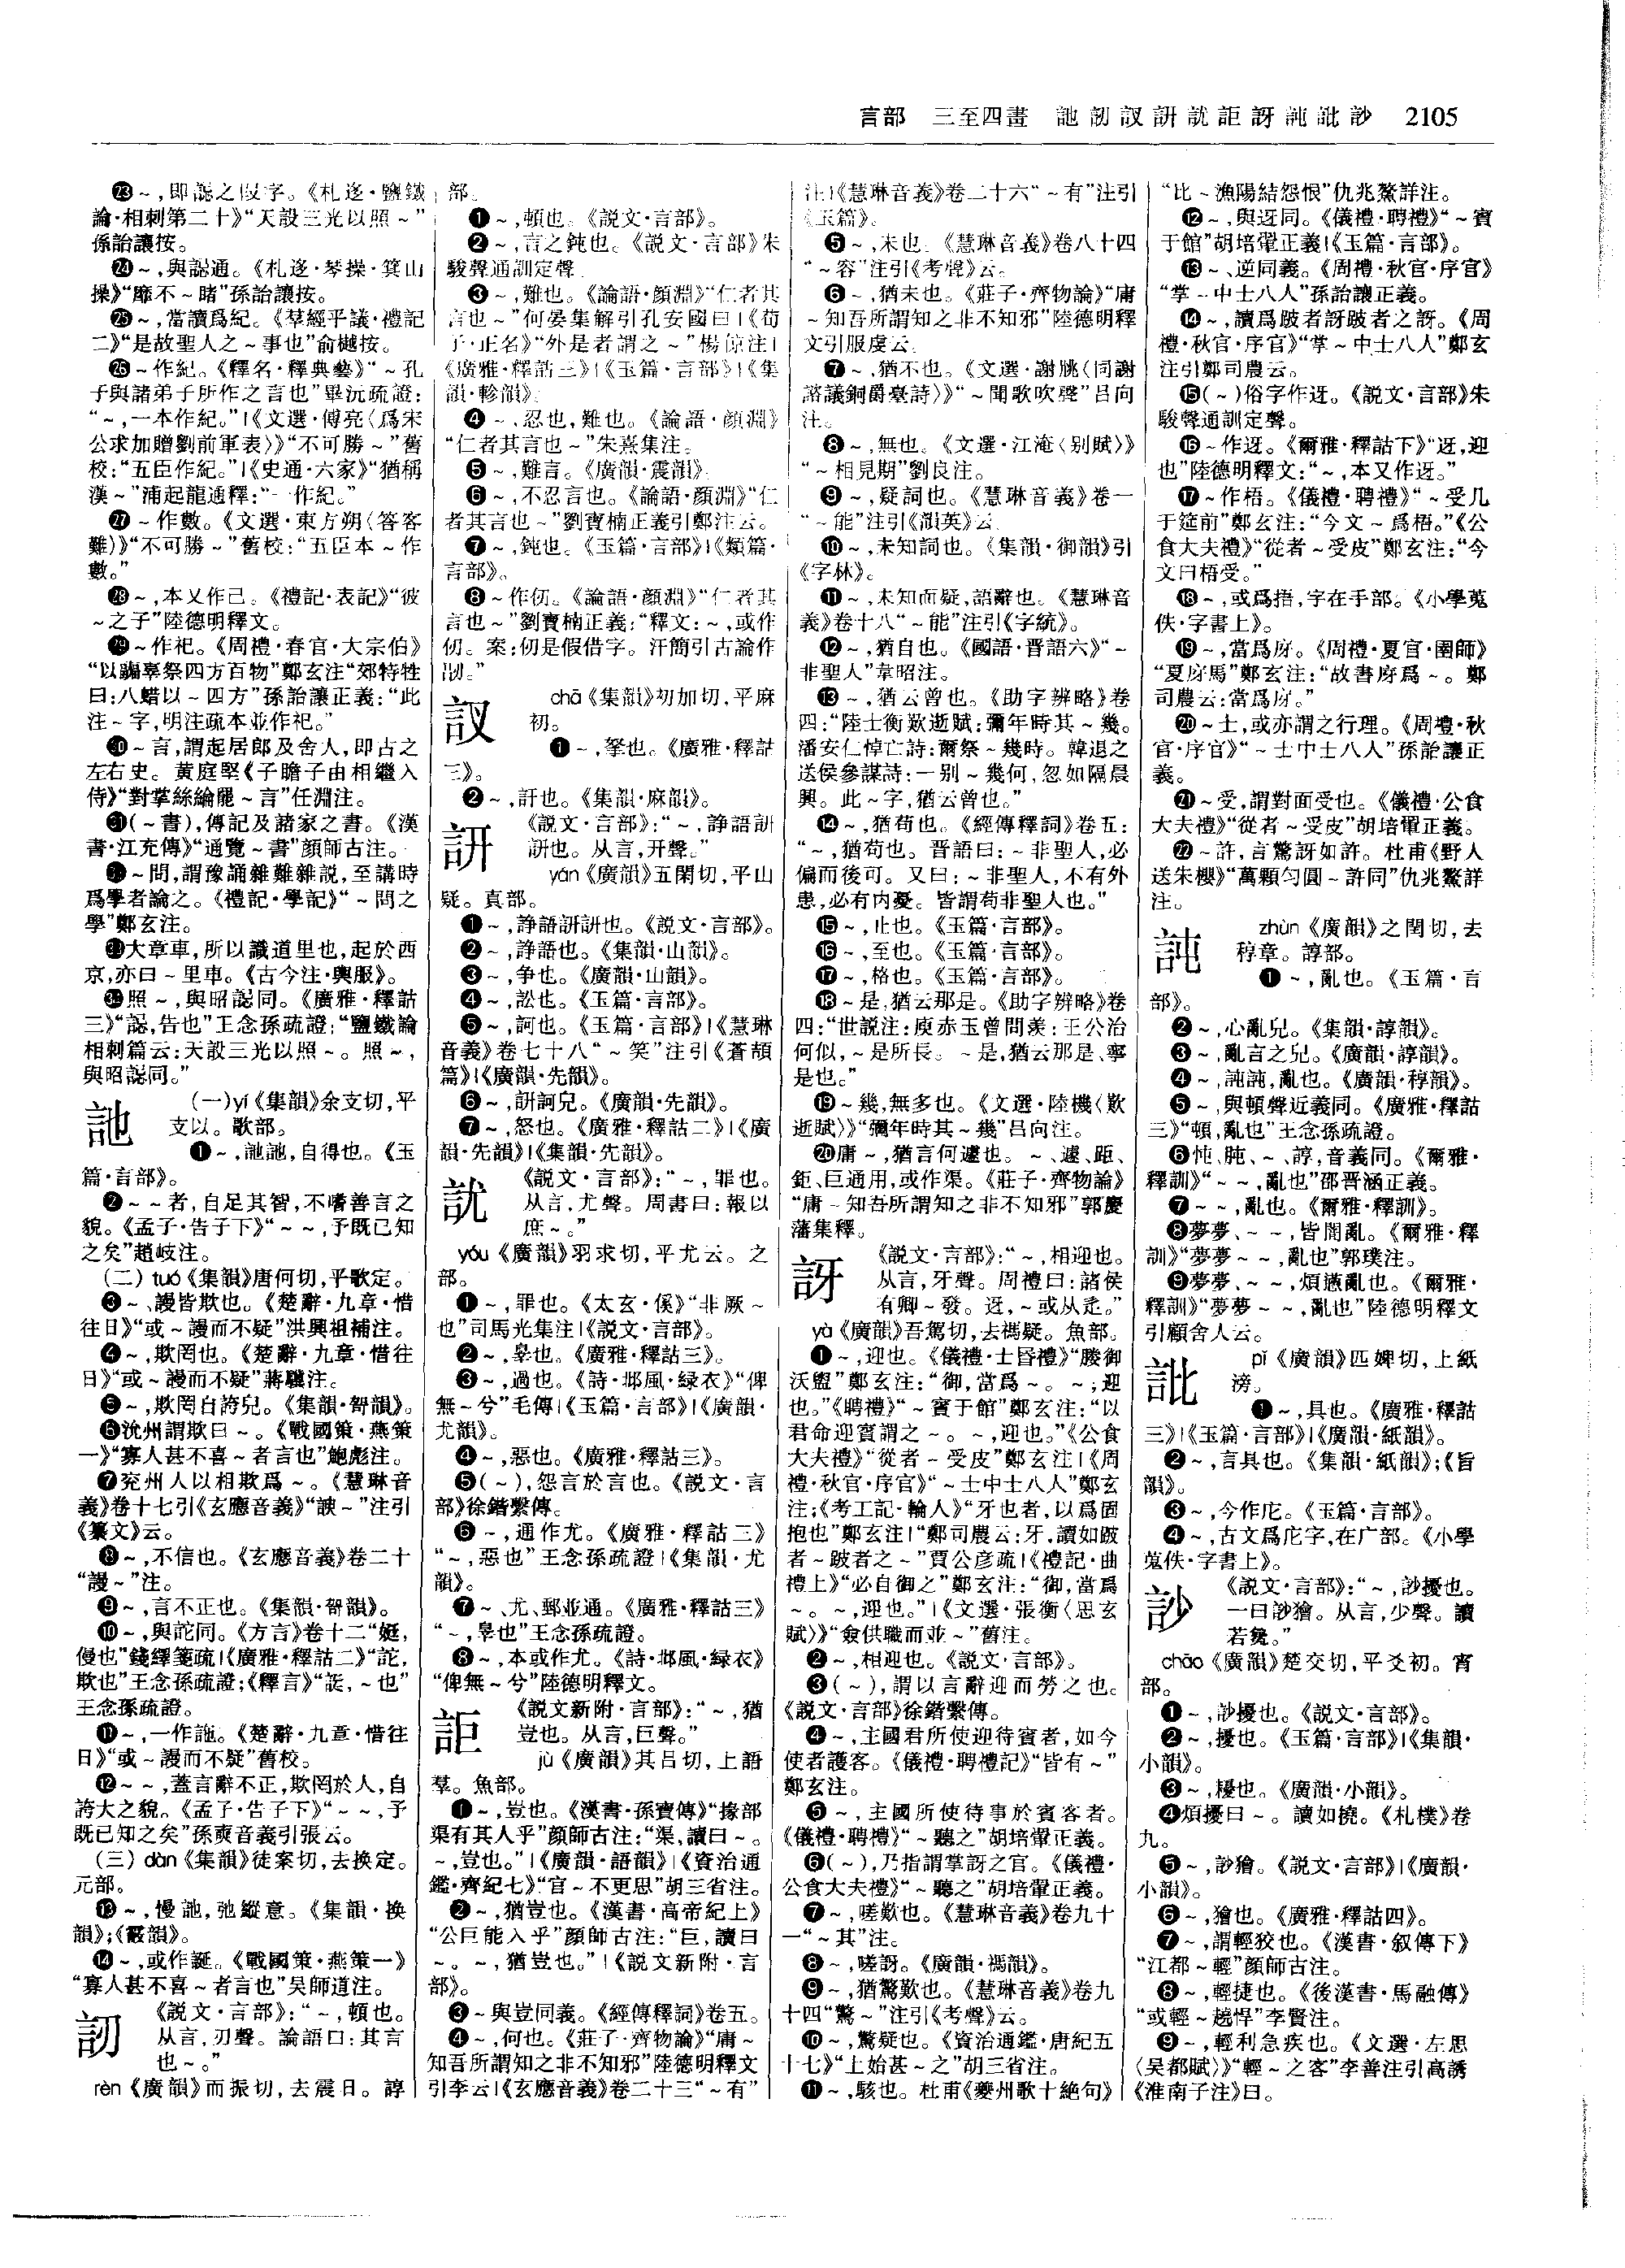 言部　三至四畫　訑訒訍訮訧詎訝訰訿訬　2105
㉓～,即誋之叚字。《札迻·鹽鐵
論·相刺第二十》“天設三光以照～”
孫詒讓按。
㉔～,與誋通。《札迻·琴操·箕山
操》“靡不～睹”孫詒讓按。
㉕～,當讀爲紀。《羣經平議·禮記
二》“是故聖人之～事也”俞樾按。
㉖～作紀。《釋名·釋典藝》“～孔
子與諸弟子所作之言也”畢沅疏證:
“～,一本作紀。”|《文選·傅亮〈爲宋
公求加贈劉前軍表〉》“不可勝～”舊
校:“五臣作紀。”|《史通·六家》“猶稱
漢～”浦起龍通釋:“一作紀。”
㉗～作數。《文選·東方朔〈答客
難〉》“不可勝～”舊校:“五臣本～作
數。”
㉘～,本又作己。《禮記·表記》“彼
～之子”陸德明釋文。
㉙～作祀。《周禮·春官·大宗伯》
“以疈辜祭四方百物”鄭玄注“郊特牲
曰:八蜡以～四方”孫詒讓正義:“此
注～字,明注疏本並作祀。”
㉚～言,謂起居郎及舍人,即古之
左右史。黄庭堅《子瞻子由相繼入
侍》“對掌絲綸罷～言”任淵注。
㉛(～書),傳記及諸家之書。《漢
書·江充傳》“通覽～書”顏師古注。
㉜～問,謂豫誦雜難雜説,至講時
爲學者論之。《禮記·學記》“～問之
學”鄭玄注。
㉝大章車,所以識道里也,起於西
京,亦曰～里車。《古今注·輿服》。
㉞照～,與昭誋同。《廣雅·釋詁
三》“誋,告也”王念孫疏證:“鹽鐵論
相刺篇云:天設三光以照～。照～,
與昭誋同。”
訑　(一)yí《集韻》余支切,平
支以。歌部。
❶～,訑訑,自得也。《玉
篇·言部》。
❷～～者,自足其智,不嗜善言之
貌。《孟子·告子下》“～～,予既已知
之矣”趙岐注。
(二)tuó《集韻》唐何切,平歌定。
❸～、謾皆欺也。《楚辭·九章·惜
往日》“或～謾而不疑”洪興祖補注。
❹～,欺罔也。《楚辭·九章·惜往
日》“或～謾而不疑”蔣驥注。
❺～,欺罔自誇皃。《集韻·哿韻》。
❻沇州謂欺曰～。《戰國策·燕策
一》“寡人甚不喜～者言也”鮑彪注。
❼兖州人以相欺爲～。《慧琳音
義》卷十七引《玄應音義》“諛～”注引
《纂文》云。
❽～,不信也。《玄應音義》卷二十
“謾～”注。
❾～,言不正也。《集韻·哿韻》。
❿～,與詑同。《方言》卷十二“娗,
侵也”錢繹箋疏|《廣雅·釋詁二》“詑,
欺也”王念孫疏證;《釋言》“詑,～也”
王念孫疏證。
⓫～,一作訑。《楚辭·九章·惜往
日》“或～謾而不疑”舊校。
⓬～～,蓋言辭不正,欺罔於人,自
誇大之貌。《孟子·告子下》“～～,予
既已知之矣”孫奭音義引張云。
(三)dàn《集韻》徒案切,去换定。
元部。
⓭～,慢訑,弛縱意。《集韻·换
韻》;《霰韻》。
⓮～,或作誕。《戰國策·燕策一》
“寡人甚不喜～者言也”吴師道注。
訒　《説文·言部》:“～,頓也。
从言,刃聲。論語曰:其言
也～。”
rèn《廣韻》而振切,去震日。諄
部。
❶～,頓也。《説文·言部》。
❷～,言之鈍也。《説文·言部》朱
駿聲通訓定聲。
❸～,難也。《論語·顔淵》“仁者其
言也～”何晏集解引孔安國曰|《荀
子·正名》“外是者謂之～”楊倞注|
《廣雅·釋詁三》|《玉篇·言部》|《集
韻·軫韻》。
❹～,忍也,難也。《論語·顔淵》
“仁者其言也～”朱熹集注。
❺～,難言。《廣韻·震韻》。
❻～,不忍言也。《論語·顔淵》“仁
者其言也～”劉寶楠正義引鄭注云。
❼～,鈍也。《玉篇·言部》|《類篇·
言部》。
❽～作仞。《論語·顔淵》“仁者其
言也～”劉寶楠正義:“釋文:～,或作
仞。案:仞是假借字。汗簡引古論作
訒。”
訍　chā《集韻》初加切,平麻
初。
❶～,拏也。《廣雅·釋詁
三》。
❷～,訐也。《集韻·麻韻》。
訮　《説文·言部》:“～,諍語訮
訮也。从言,幵聲。”
yán《廣韻》五閑切,平山
疑。真部。
❶～,諍語訮訮也。《説文·言部》。
❷～,諍語也。《集韻·山韻》。
❸～,争也。《廣韻·山韻》。
❹～,訟也。《玉篇·言部》。
❺～,訶也。《玉篇·言部》|《慧琳
音義》卷七十八“～笑”注引《蒼頡
篇》|《廣韻·先韻》。
❻～,訮訶皃。《廣韻·先韻》。
❼～,怒也。《廣雅·釋詁二》|《廣
韻·先韻》|《集韻·先韻》。
訧　《説文·言部》:“～,罪也。
从言,尤聲。周書曰:報以
庶～。”
yóu《廣韻》羽求切,平尤云。之
部。
❶～,罪也。《太玄·傒》“非厥～
也”司馬光集注|《説文·言部》。
❷～,辠也。《廣雅·釋詁三》。
❸～,過也。《詩·邶風·緑衣》“俾
無～兮”毛傳|《玉篇·言部》|《廣韻·
尤韻》。
❹～,惡也。《廣雅·釋詁三》。
❺(～),怨言於言也。《説文·言
部》徐鍇繫傳。
❻～,通作尤。《廣雅·釋詁三》
“～,惡也”王念孫疏證|《集韻·尤
韻》。
❼～、尤、郵並通。《廣雅·釋詁三》
“～,辠也”王念孫疏證。
❽～,本或作尤。《詩·邶風·緑衣》
“俾無～兮”陸德明釋文。
詎　《説文新附·言部》:“～,猶
豈也。从言,巨聲。”
jù《廣韻》其吕切,上語
羣。魚部。
❶～,豈也。《漢書·孫寶傳》“掾部
渠有其人乎”顔師古注:“渠,讀曰～。
～,豈也。”|《廣韻·語韻》|《資治通
鑑·齊紀七》“官～不更思”胡三省注。
❷～,猶豈也。《漢書·高帝紀上》
“公巨能入乎”顔師古注:“巨,讀曰
～。～,猶豈也。”|《説文新附·言
部》。
❸～與豈同義。《經傳釋詞》卷五。
❹～,何也。《莊子·齊物論》“庸～
知吾所謂知之非不知邪”陸德明釋文
引李云|《玄應音義》卷二十三“～有”
注|《慧琳音義》卷二十六“～有”注引
《玉篇》。
❺～,未也。《慧琳音義》卷八十四
“～容”注引《考聲》云。
❻～,猶未也。《莊子·齊物論》“庸
～知吾所謂知之非不知邪”陸德明釋
文引服虔云。
❼～,猶不也。《文選·謝朓〈同謝
諮議銅爵臺詩〉》“～聞歌吹聲”吕向
注。
❽～,無也。《文選·江淹〈别賦〉》
“～相見期”劉良注。
❾～,疑詞也。《慧琳音義》卷一
“～能”注引《韻英》云。
❿～,未知詞也。《集韻·御韻》引
《字林》。
⓫～,未知而疑,語辭也。《慧琳音
義》卷十八“～能”注引《字統》。
⓬～,猶自也。《國語·晋語六》“～
非聖人”韋昭注。
⓭～,猶云曾也。《助字辨略》卷
四:“陸士衡歎逝賦:彌年時其～幾。
潘安仁悼亡詩:爾祭～幾時。韓退之
送侯參謀詩:一别～幾何,忽如隔晨
興。此～字,猶云曾也。”
⓮～,猶苟也。《經傳釋詞》卷五:
“～,猶苟也。晋語曰:～非聖人,必
偏而後可。又曰:～非聖人,不有外
患,必有内憂。皆謂苟非聖人也。”
⓯～,止也。《玉篇·言部》。
⓰～,至也。《玉篇·言部》。
⓱～,格也。《玉篇·言部》。
⓲～是,猶云那是。《助字辨略》卷
四:“世説注:庾赤玉曾問羡:王公治
何似,～是所長。～是,猶云那是、寧
是也。”
⓳～幾,無多也。《文選·陸機〈歎
逝賦〉》“彌年時其～幾”吕向注。
⓴庸～,猶言何遽也。～、遽、距、
鉅、巨通用,或作渠。《莊子·齊物論》
“庸～知吾所謂知之非不知邪”郭慶
藩集釋。
訝　《説文·言部》:“～,相迎也。
从言,牙聲。周禮曰:諸侯
有卿～發。迓,～或从辵。”
yà《廣韻》吾駕切,去禡疑。魚部。
❶～,迎也。《儀禮·士昏禮》“媵御
沃盥”鄭玄注:“御,當爲～。～;迎
也。”《聘禮》“～賓于館”鄭玄注:“以
君命迎賓謂之～。～,迎也。”《公食
大夫禮》“從者～受皮”鄭玄注|《周
禮·秋官·序官》“～士中士八人”鄭玄
注;《考工記·輪人》“牙也者,以爲固
抱也”鄭玄注|“鄭司農云:牙,讀如跛
者～跛者之～”賈公彦疏|《禮記·曲
禮上》“必自御之”鄭玄注:“御,當爲
～。～,迎也。”|《文選·張衡〈思玄
賦〉》“僉供職而並～”舊注。
❷～,相迎也。《説文·言部》。
❸(～),謂以言辭迎而勞之也。
《説文·言部》徐鍇繫傳。
❹～,主國君所使迎待賓者,如今
使者護客。《儀禮·聘禮記》“皆有～”
鄭玄注。
❺～,主國所使待事於賓客者。
《儀禮·聘禮》“～聽之”胡培翬正義。
❻(～),乃指謂掌訝之官。《儀禮·
公食大夫禮》“～聽之”胡培翬正義。
❼～,嗟歎也。《慧琳音義》卷九十
一“～其”注。
❽～,嗟訝。《廣韻·禡韻》。
❾～,猶驚歎也。《慧琳音義》卷九
十四“驚～”注引《考聲》云。
❿～,驚疑也。《資治通鑑·唐紀五
十七》“上始甚～之”胡三省注。
⓫～,駭也。杜甫《夔州歌十絶句》
“比～漁陽結怨恨”仇兆鰲詳注。
⓬～,與迓同。《儀禮·聘禮》“～賓
于館”胡培翬正義|《玉篇·言部》。
⓭～、逆同義。《周禮·秋官·序官》
“掌～中士八人”孫詒讓正義。
⓮～,讀爲跛者訝跛者之訝。《周
禮·秋官·序官》“掌～中士八人”鄭玄
注引鄭司農云。
⓯(～)俗字作迓。《説文·言部》朱
駿聲通訓定聲。
⓰～作迓。《爾雅·釋詁下》“迓,迎
也”陸德明釋文:“～,本又作迓。”
⓱～作梧。《儀禮·聘禮》“～受几
于筵前”鄭玄注:“今文～爲梧。”《公
食大夫禮》“從者～受皮”鄭玄注:“今
文曰梧受。”
⓲～,或爲捂,字在手部。《小學蒐
佚·字書上》。
⓳～,當爲庌。《周禮·夏官·圉師》
“夏庌馬”鄭玄注:“故書庌爲～。鄭
司農云:當爲庌。”
⓴～士,或亦謂之行理。《周禮·秋
官·序官》“～士中士八人”孫詒讓正
義。
㉑～受,謂對面受也。《儀禮·公食
大夫禮》“從者～受皮”胡培翬正義。
㉒～許,言驚訝如許。杜甫《野人
送朱櫻》“萬顆匀圓～許同”仇兆鰲詳
注。
訰　zhùn《廣韻》之閏切,去
稕章。諄部。
❶～,亂也。《玉篇·言
部》。
❷～,心亂皃。《集韻·諄韻》。
❸～,亂言之皃。《廣韻·諄韻》。
❹～,訰訰,亂也。《廣韻·稕韻》。
❺～,與頓聲近義同。《廣雅·釋詁
三》“頓,亂也”王念孫疏證。
❻忳、肫、～、諄,音義同。《爾雅·
釋訓》“～～,亂也”邵晋涵正義。
❼～～,亂也。《爾雅·釋訓》。
❽夢夢、～～,皆闇亂。《爾雅·釋
訓》“夢夢～～,亂也”郭璞注。
❾夢夢、～～,煩懣亂也。《爾雅·
釋訓》“夢夢～～,亂也”陸德明釋文
引顧舍人云。
訿　pǐ《廣韻》匹婢切,上紙
滂。
❶～,具也。《廣雅·釋詁
三》|《玉篇·言部》|《廣韻·紙韻》。
❷～,言具也。《集韻·紙韻》;《旨
韻》。
❸～,今作庀。《玉篇·言部》。
❹～,古文爲庀字,在广部。《小學
蒐佚·字書上》。
訬　《説文·言部》:“～,訬擾也。
一曰訬獪。从言,少聲。讀
若毚。”
chāo《廣韻》楚交切,平爻初。宵
部。
❶～,訬擾也。《説文·言部》。
❷～,擾也。《玉篇·言部》|《集韻·
小韻》。
❸～,㹛也。《廣韻·小韻》。
❹煩擾曰～。讀如撓。《札樸》卷
九。
❺～,訬獪。《説文·言部》|《廣韻·
小韻》。
❻～,獪也。《廣雅·釋詁四》。
❼～,謂輕狡也。《漢書·叙傳下》
“江都～輕”顔師古注。
❽～,輕捷也。《後漢書·馬融傳》
“或輕～趬悍”李賢注。
❾～,輕利急疾也。《文選·左思
〈吴都賦〉》“輕～之客”李善注引高誘
《淮南子注》曰。